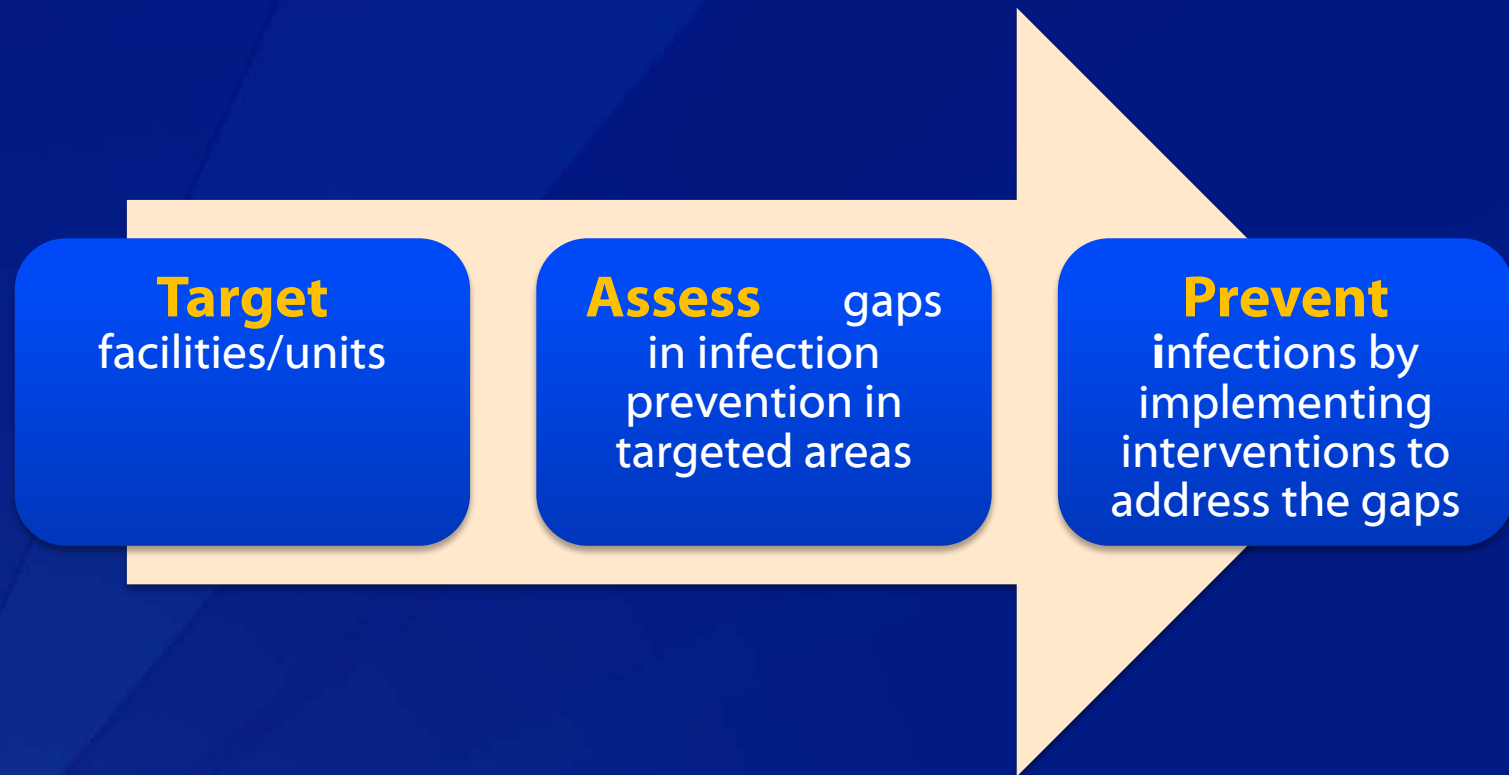 Target
facilities/units
Assess gaps
in infection
prevention in
targeted areas
Prevent
infections by
implementing
interventions to
address the gaps